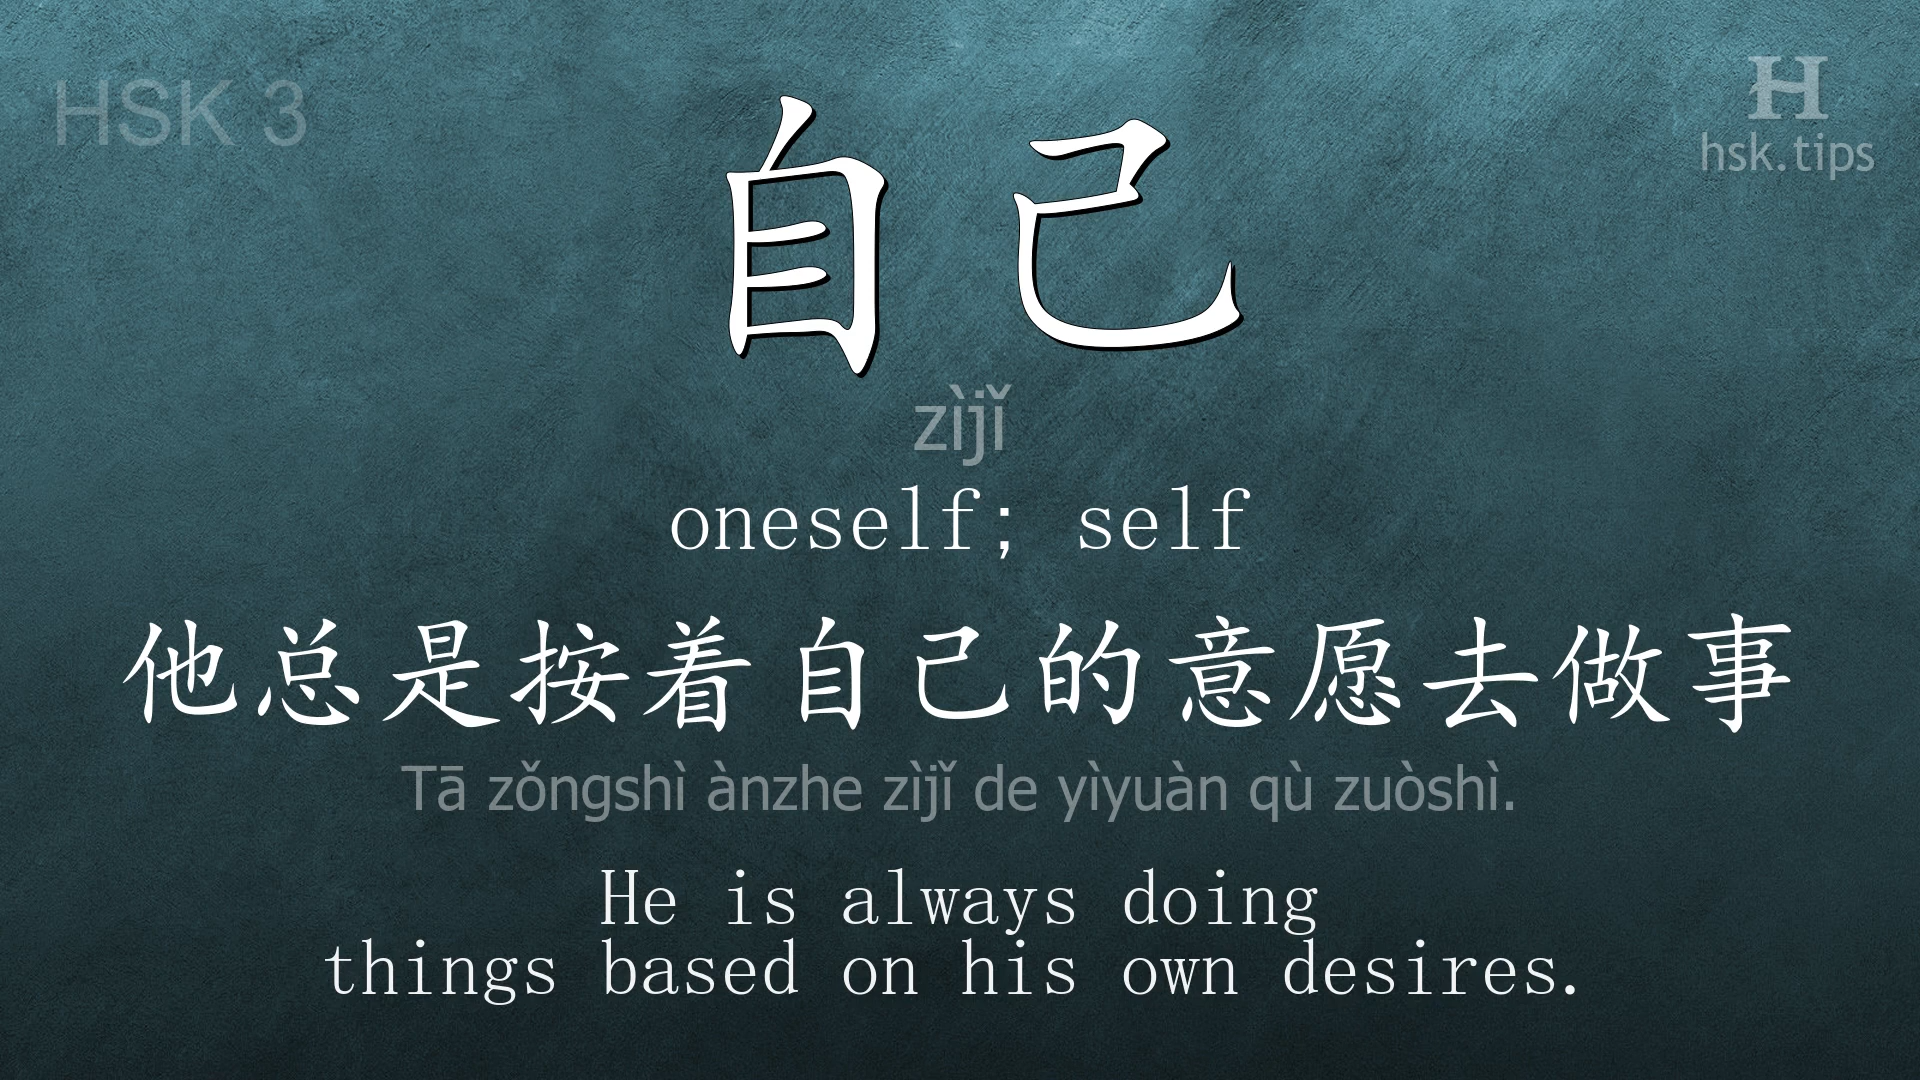 HSK 3
H
hsk.tips
自己
zìjǐ
oneself; self
他总是按着自己的意愿去做事
Tā zǒngshì ànzhe zìjǐ de yìyuàn qù zuòshì.
He is always doing
things based on his own desires.